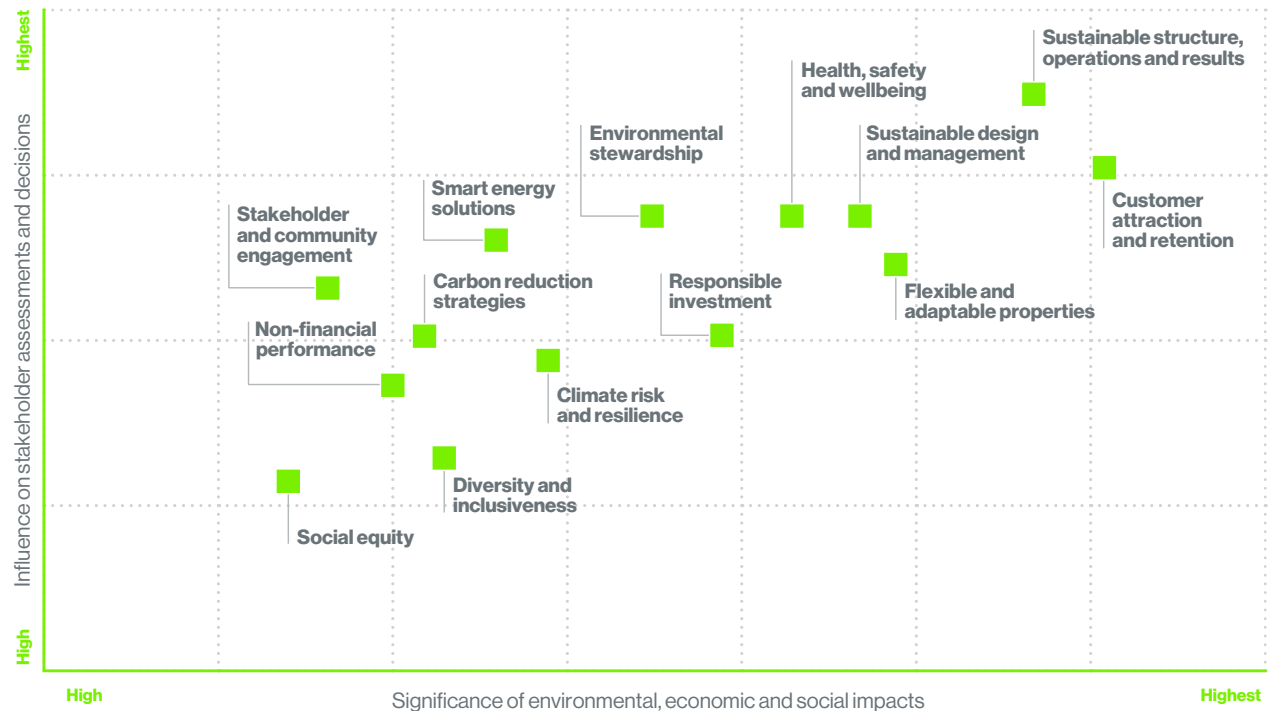 Highest
Influence on stakeholder assessments and decisions
High
Sustainable structure,
operations and results
Health, safety
and wellbeing
Environmental
stewardship
Sustainable design
and management
Smart energy
solutions
Customer
attraction
and retention
Stakeholder
and community
engagement
Carbon reduction
strategies
Responsible
investment
Flexible and
adaptable properties
Non-financial
performance
Climate risk
and resilience
Diversity and
inclusiveness
Social equity
High
Significance of environmental, economic and social impacts
Highest